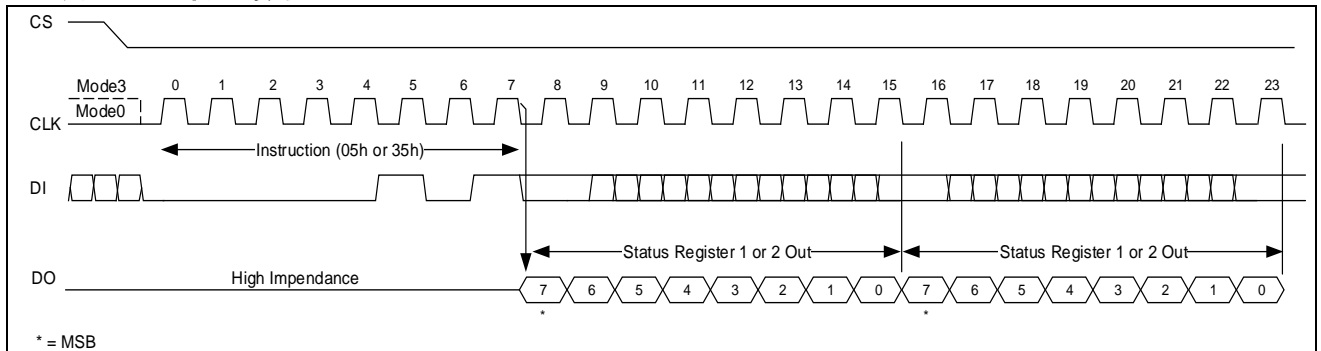 CS
Mode3 0 1 2 3 4 5 6 7 8 9 10 11 12 13 14 15 16 17 18 19 20 21 22 23
Mode0
CLK
Instruction (05h or 35h)
DI
Status Register 1 or 2 Out Status Register 1 or 2 Out
DO High Impendance 7 6 5 4 3 2 1 0 7 6 5 4 3 2 1 0
* *
* = MSB